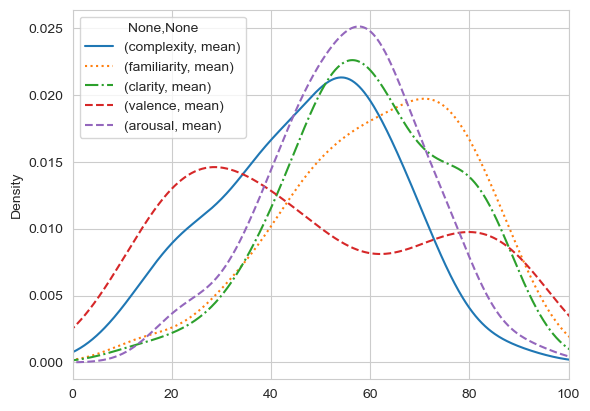 None,None
(complexity, mean)
(familiarity, mean)
(clarity, mean)
(valence, mean)
(arousal, mean)
Density
0.025
0.020
0.015
0.010
0.005
0.000
0 20 40 60 80 100